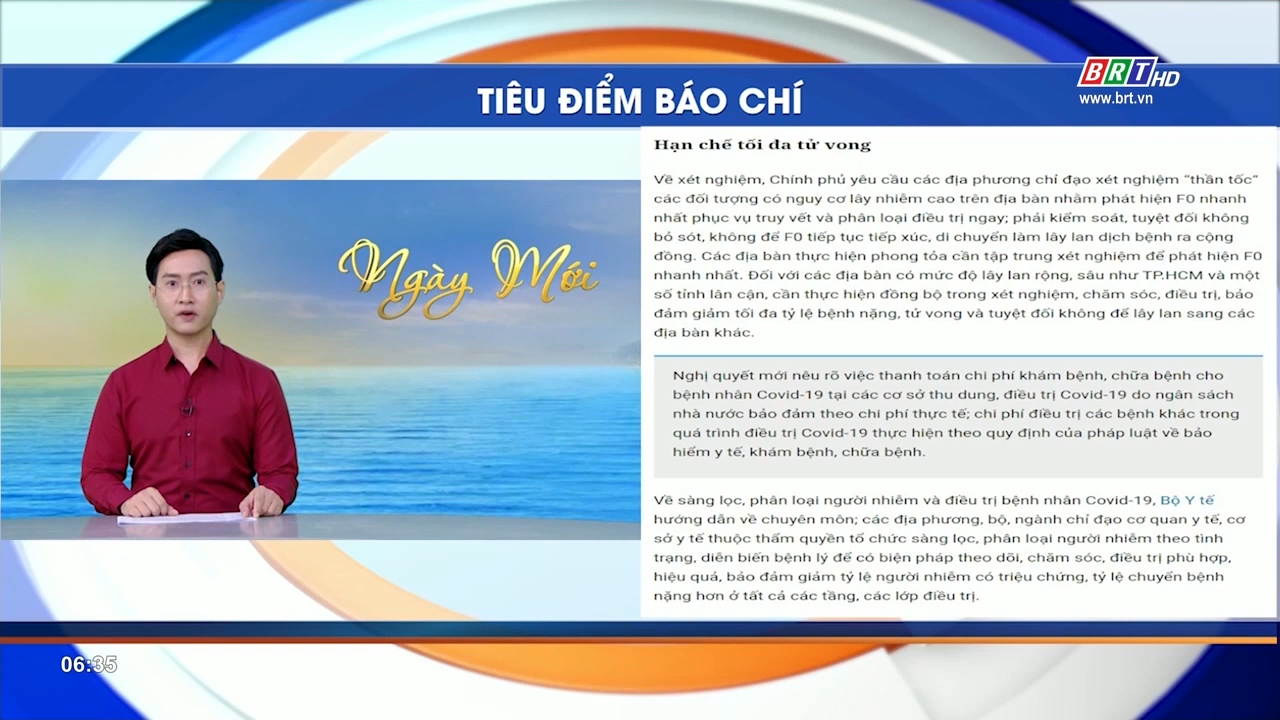 BRT HD
www.brt.vn
TIÊU ĐIỂM BÁO CHÍ
Ngày Mới
Hạn chế tối đa tử vong
Về xét nghiệm, Chính phủ yêu cầu các địa phương chỉ đạo xét nghiệm "thần tốc"
các đối tượng có nguy cơ lây nhiễm cao trên địa bàn nhằm phát hiện F0 nhanh
nhất phục vụ truy vết và phân loại điều trị ngay; phải kiểm soát, tuyệt đối không
bỏ sót, không để F0 tiếp tục tiếp xúc, di chuyển làm lây lan dịch bệnh ra cộng
đồng. Các địa bàn thực hiện phong tỏa cần tập trung xét nghiệm để phát hiện F0
nhanh nhất. Đối với các địa bàn có mức độ lây lan rộng, sâu như TP.HCM và một
số tỉnh lân cận, cần thực hiện đồng bộ trong xét nghiệm, chăm sóc, điều trị, bảo
đảm giảm tối đa tỷ lệ bệnh nặng, tử vong và tuyệt đối không để lây lan sang các
địa bàn khác.
Nghị quyết mới nêu rõ việc thanh toán chi phí khám bệnh, chữa bệnh cho
bệnh nhân Covid-19 tại các cơ sở thu dung, điều trị Covid-19 do ngân sách
nhà nước bảo đảm theo chi phí thực tế; chi phí điều trị các bệnh khác trong
quá trình điều trị Covid-19 thực hiện theo quy định của pháp luật về bảo
hiểm y tế, khám bệnh, chữa bệnh.
Về sàng lọc, phân loại người nhiễm và điều trị bệnh nhân Covid-19, Bộ Y tế
hướng dẫn về chuyên môn; các địa phương, bộ, ngành chỉ đạo cơ quan y tế, cơ
sở y tế thuộc thẩm quyền tổ chức sàng lọc, phân loại người nhiễm theo tình
trạng, diễn biến bệnh lý để có biện pháp theo dõi, chăm sóc, điều trị phù hợp,
hiệu quả, bảo đảm giảm tỷ lệ người nhiễm có triệu chứng, tỷ lệ chuyển bệnh
nặng hơn ở tất cả các tầng, các lớp điều trị.
06:35